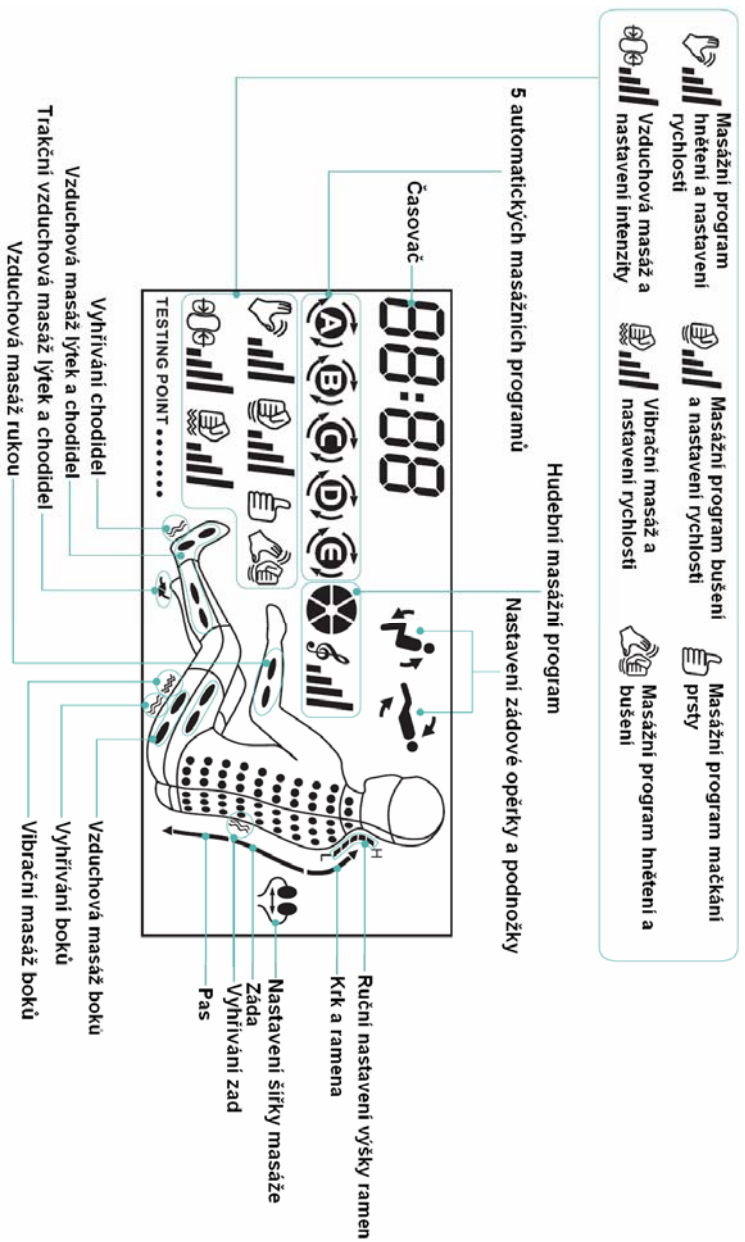 Masážní program
hnětení a nastavení
rychlosti
Masážní program bušení
a nastavení rychlosti
Masážní program mačkání
prsty
Vzduchová masáž a
nastavení intenzity
Vibrační masáž a
nastavení rychlosti
Masážní program hnětení a
bušení
5 automatických masážních programů
Časovač
Hudební masážní program
Nastavení zádové opěrky a podnožky
88:88
A B C D E
TESTING POINT
H
L
Ruční nastavení výšky ramen
Krk a ramena
Nastavení šířky masáže
Záda
Vyhřívání zad
Pas
Vyhřívání chodidel
Vzduchová masáž lýtek a chodidel
Trakční vzduchová masáž lýtek a chodidel
Vzduchová masáž rukou
Vzduchová masáž boků
Vyhřívání boků
Vibrační masáž boků